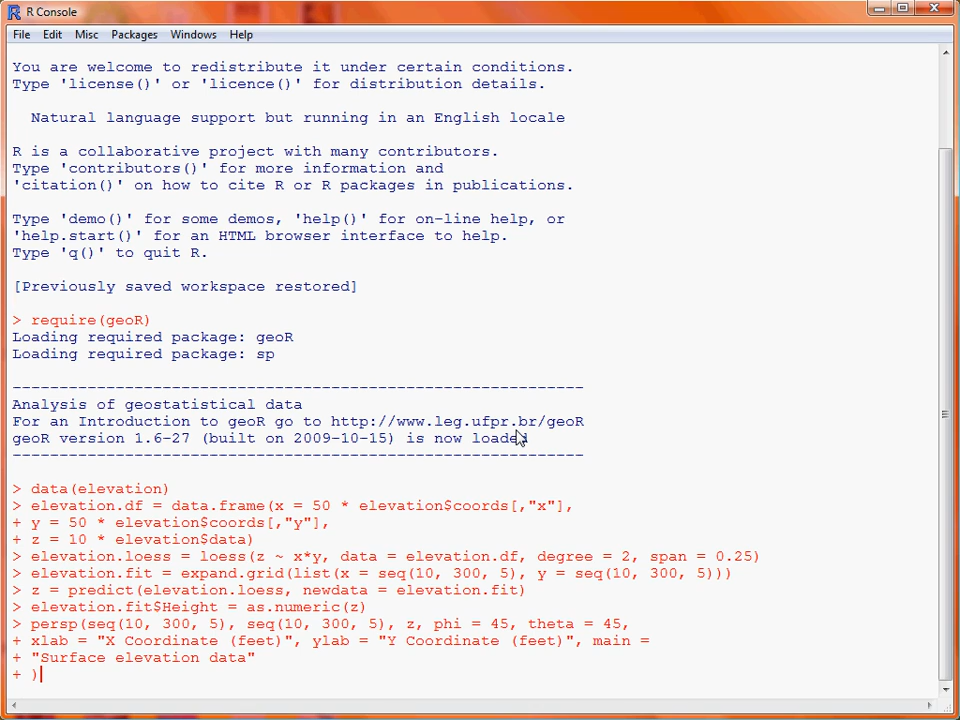 R Console
File Edit Misc Packages Windows Help
You are welcome to redistribute it under certain conditions.
Type 'license()' or 'licence()' for distribution details.
Natural language support but running in an English locale
R is a collaborative project with many contributors.
Type 'contributors()' for more information and
'citation()' on how to cite R or R packages in publications.
Type 'demo()' for some demos, 'help()' for on-line help, or
'help.start()' for an HTML browser interface to help.
Type 'q()' to quit R.
[Previously saved workspace restored]
> require(geoR)
Loading required package: geoR
Loading required package: sp
-------------------------------------------------------------
Analysis of geostatistical data
For an Introduction to geoR go to http://www.leg.ufpr.br/geoR
geoR version 1.6-27 (built on 2009-10-15) is now loaded
-------------------------------------------------------------
> data(elevation)
> elevation.df = data.frame(x = 50 * elevation$coords[,"x"],
+ y = 50 * elevation$coords[,"y"],
+ z = 10 * elevation$data)
> elevation.loess = loess(z ~ x*y, data = elevation.df, degree = 2, span = 0.25)
> elevation.fit = expand.grid(list(x = seq(10, 300, 5), y = seq(10, 300, 5)))
> z = predict(elevation.loess, newdata = elevation.fit)
> elevation.fit$Height = as.numeric(z)
> persp(seq(10, 300, 5), seq(10, 300, 5), z, phi = 45, theta = 45,
+ xlab = "X Coordinate (feet)", ylab = "Y Coordinate (feet)", main =
+ "Surface elevation data"
+ )